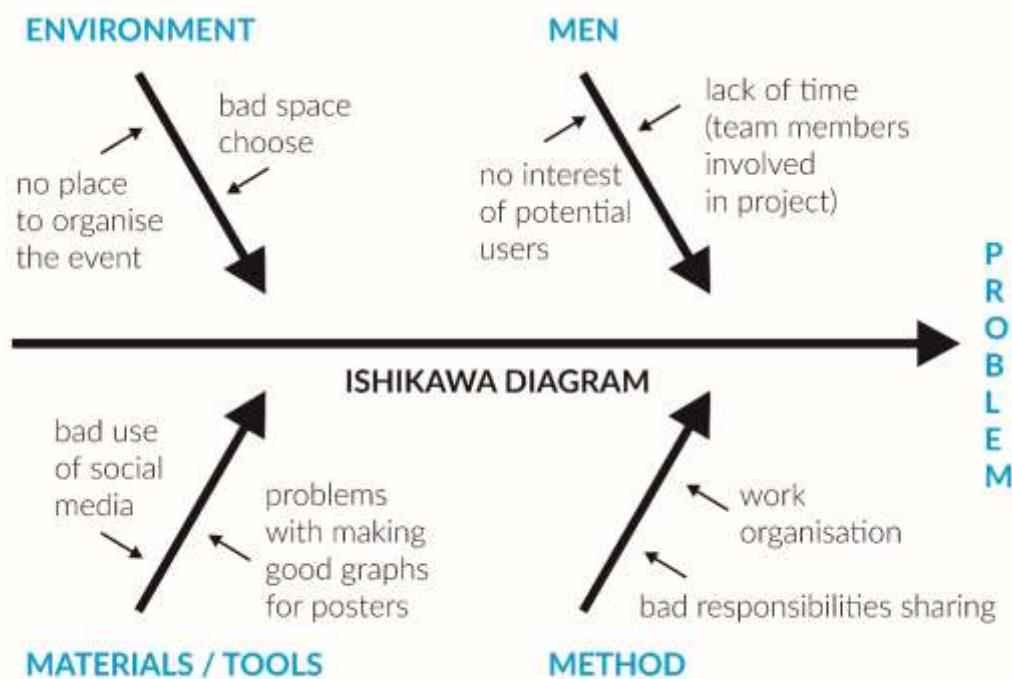 ENVIRONMENT
bad space
choose
no place
to organise
the event
MEN
lack of time
(team members
involved
in project)
no interest
of potential
users
PROBLEM
ISHIKAWA DIAGRAM
bad use
of social
media
problems
with making
good graphs
for posters
MATERIALS / TOOLS
work
organisation
bad responsibilities sharing
METHOD